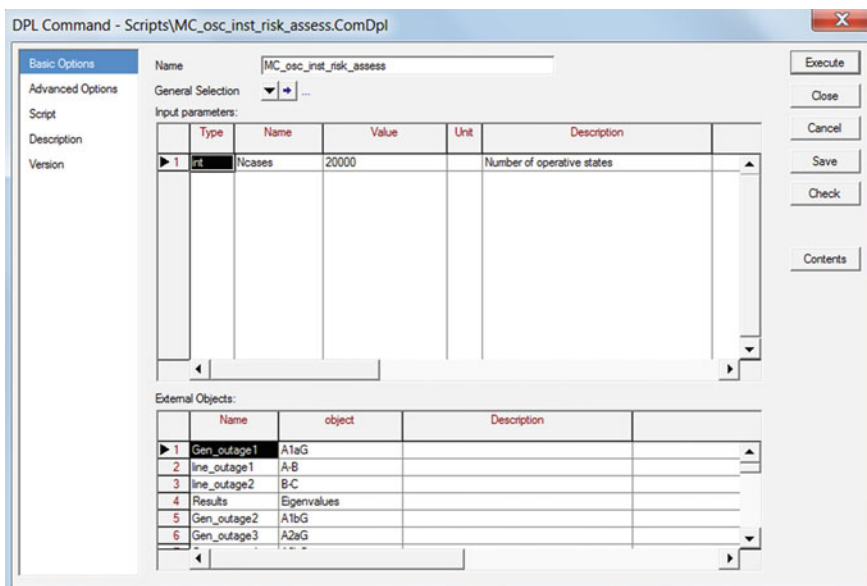 DPL Command - Scripts\MC_osc_inst_risk_assess.ComDpl
Basic Options
Advanced Options
Script
Description
Version
Name MC_osc_inst_risk_assess
General Selection ...
Input parameters:
Type Name Value Unit Description
1 int Ncases 20000 Number of operative states
External Objects:
Name object Description
1 Gen_outage1 A1aG
2 line_outage1 A-B
3 line_outage2 B-C
4 Results Eigenvalues
5 Gen_outage2 A1bG
6 Gen_outage3 A2aG
Execute
Close
Cancel
Save
Check
Contents